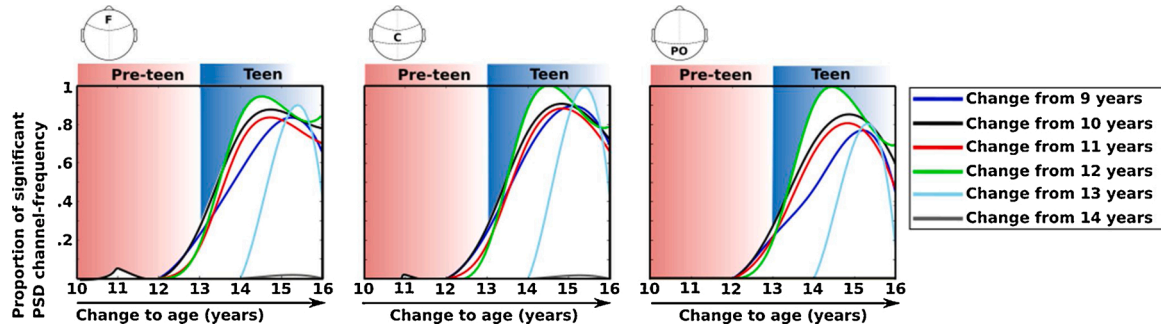 F
C
PO
Pre-teen Teen
Pre-teen Teen
Pre-teen Teen
Proportion of significant
PSD channel-frequency
1
.8
.6
.4
.2
10 11 12 13 14 15 16
10 11 12 13 14 15 16
10 11 12 13 14 15 16
Change to age (years)
Change to age (years)
Change to age (years)
Change from 9 years
Change from 10 years
Change from 11 years
Change from 12 years
Change from 13 years
Change from 14 years